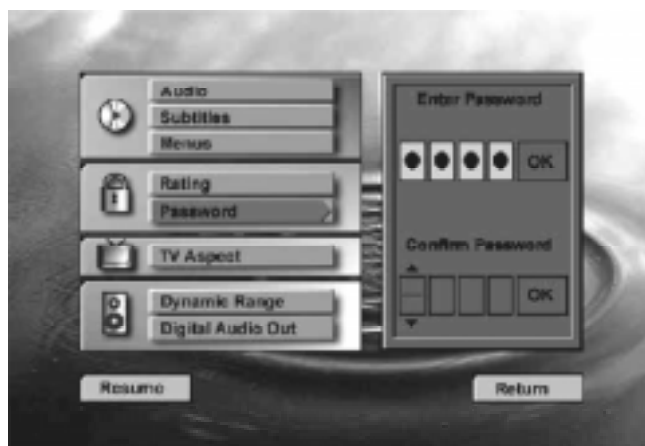 Audio
Subtitles
Menus
Rating
Password
TV Aspect
Dynamic Range
Digital Audio Out
Enter Password
OK
Confirm Password
OK
Resume
Return